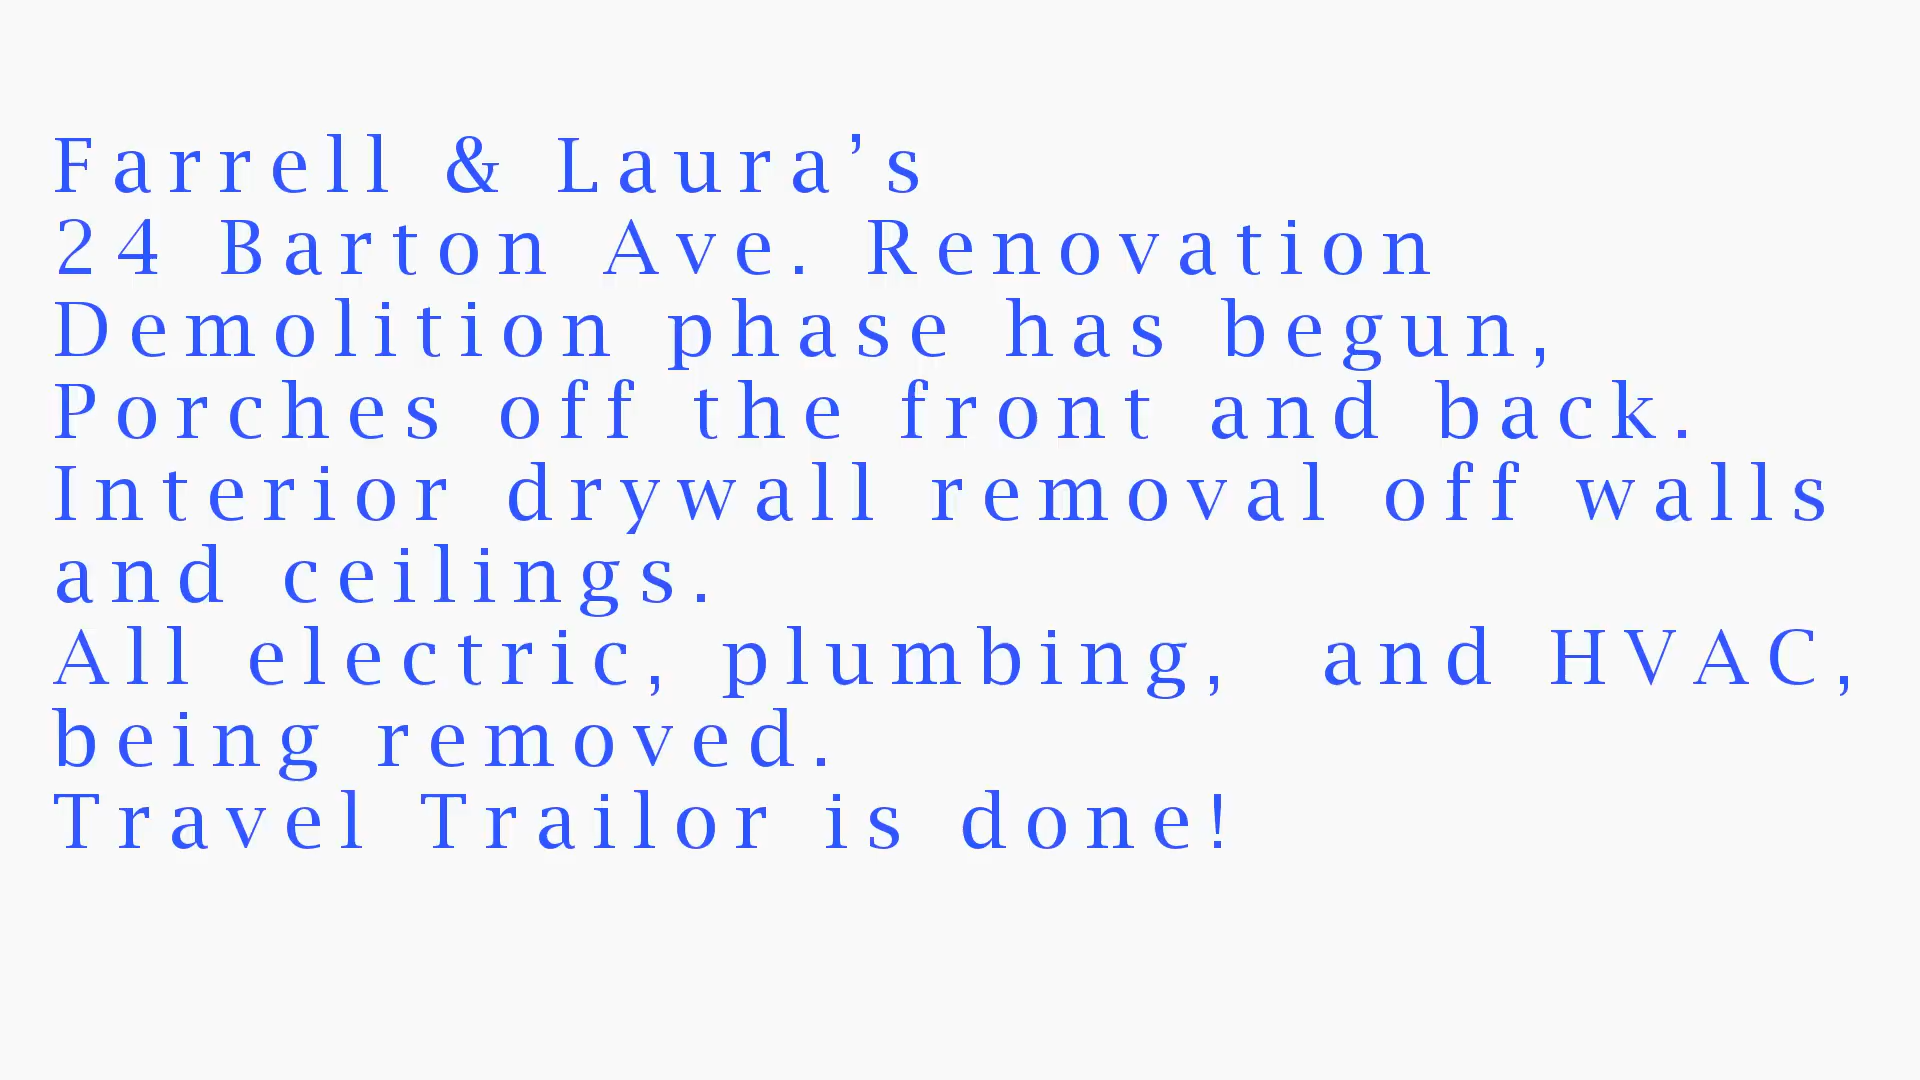 Farrell & Laura’s
24 Barton Ave. Renovation
Demolition phase has begun,
Porches off the front and back.
Interior drywall removal off walls
and ceilings.
All electric, plumbing,  and HVAC,
being removed.
Travel Trailor is done!